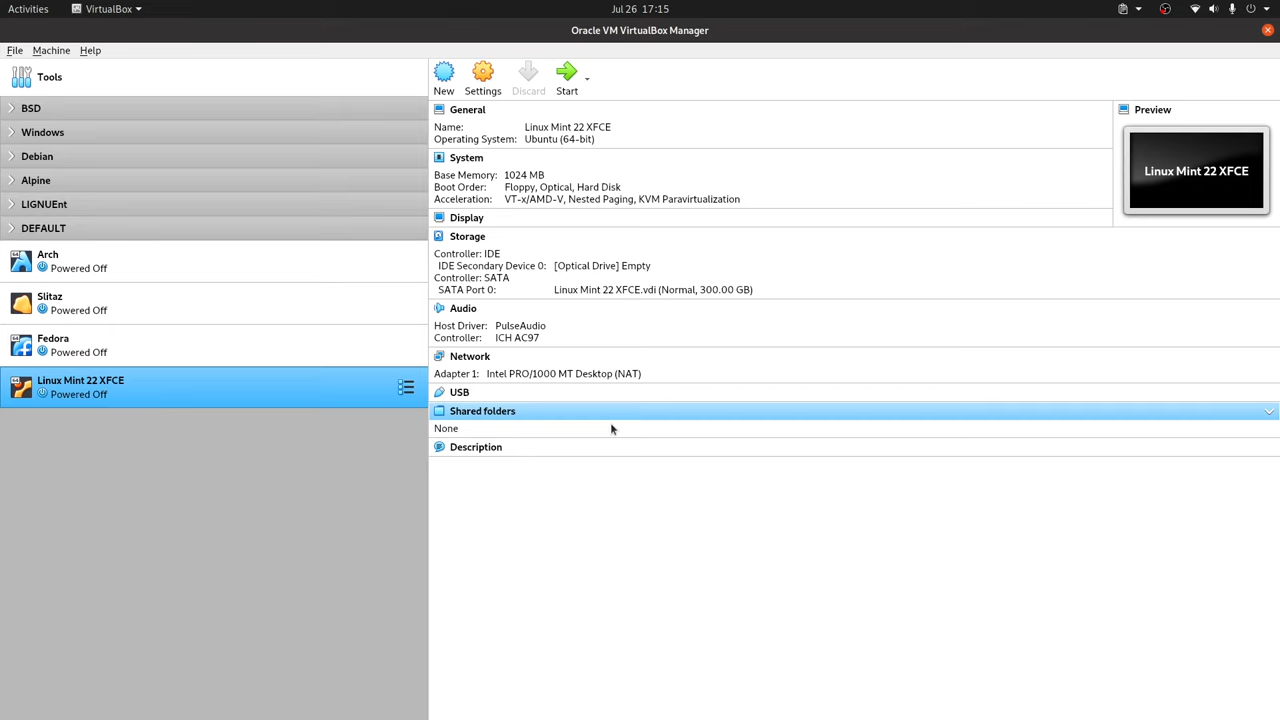 Activities VirtualBox Jul 26 17:15
Oracle VM VirtualBox Manager
File Machine Help
Tools
BSD
Windows
Debian
Alpine
LIGNUEnt
DEFAULT
Arch
Powered Off
Slitaz
Powered Off
Fedora
Powered Off
Linux Mint 22 XFCE
Powered Off
New Settings Discard Start
General
Name: Linux Mint 22 XFCE
Operating System: Ubuntu (64-bit)
System
Base Memory: 1024 MB
Boot Order: Floppy, Optical, Hard Disk
Acceleration: VT-x/AMD-V, Nested Paging, KVM Paravirtualization
Display
Storage
Controller: IDE
IDE Secondary Device 0: [Optical Drive] Empty
Controller: SATA
SATA Port 0: Linux Mint 22 XFCE.vdi (Normal, 300.00 GB)
Audio
Host Driver: PulseAudio
Controller: ICH AC97
Network
Adapter 1: Intel PRO/1000 MT Desktop (NAT)
USB
Shared folders
None
Description
Preview
Linux Mint 22 XFCE